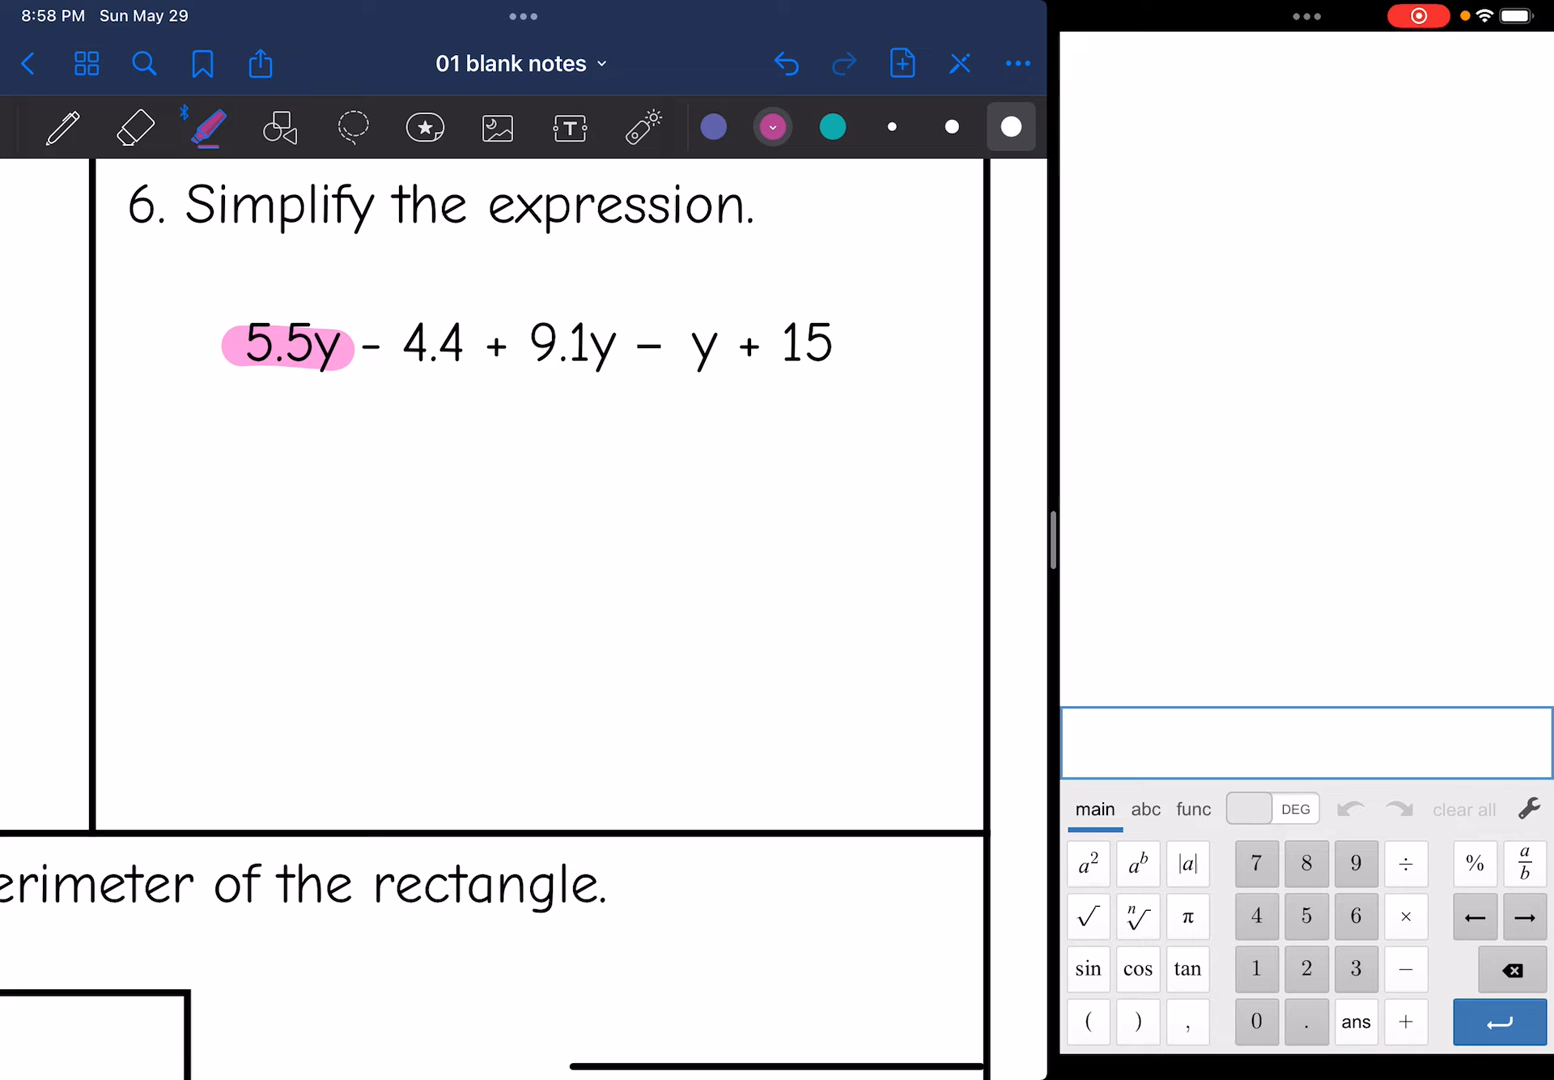 8:58 PM Sun May 29
01 blank notes
T
6. Simplify the expression.
5.5y - 4.4 + 9.1y - y + 15
erimeter of the rectangle.
main abc func DEG clear all
a² aᵇ |a| 7 8 9 ÷ % a/b
√ ⁿ√ π 4 5 6 × ← →
sin cos tan 1 2 3 −
( ) , 0 . ans +